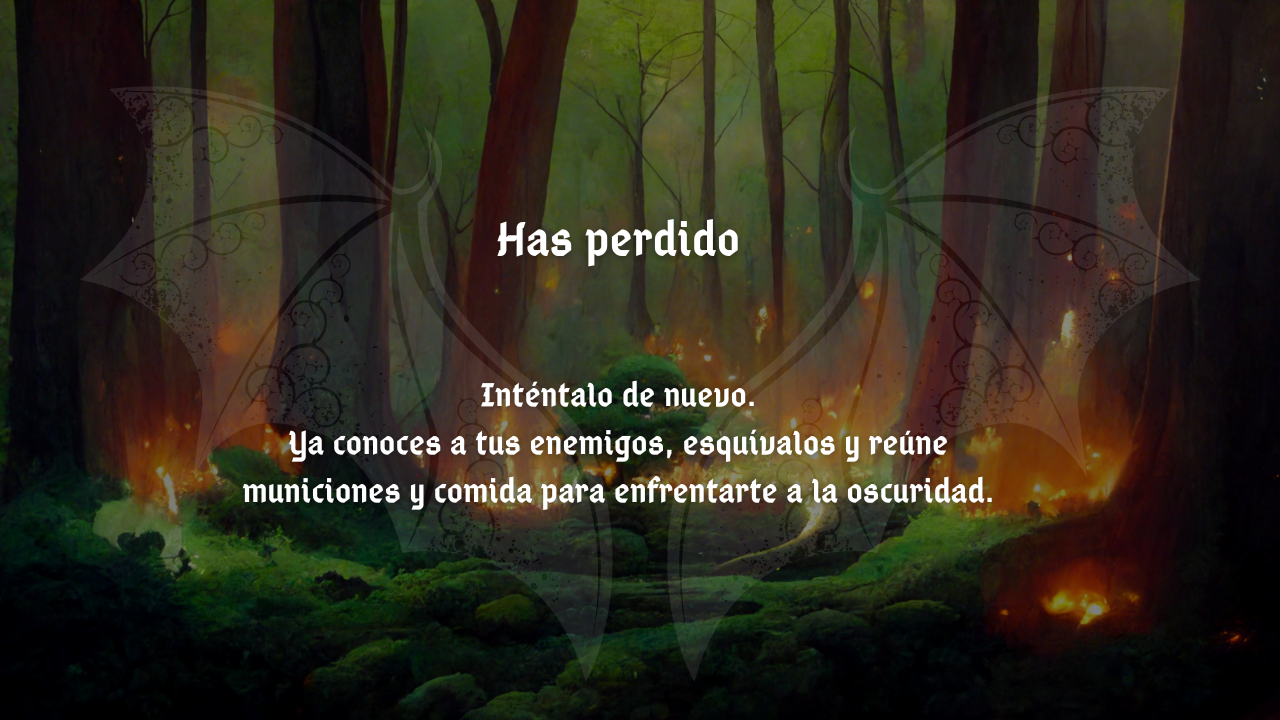 Has perdido
Inténtalo de nuevo.
Ya conoces a tus enemigos, esquívalos y reúne
municiones y comida para enfrentarte a la oscuridad.